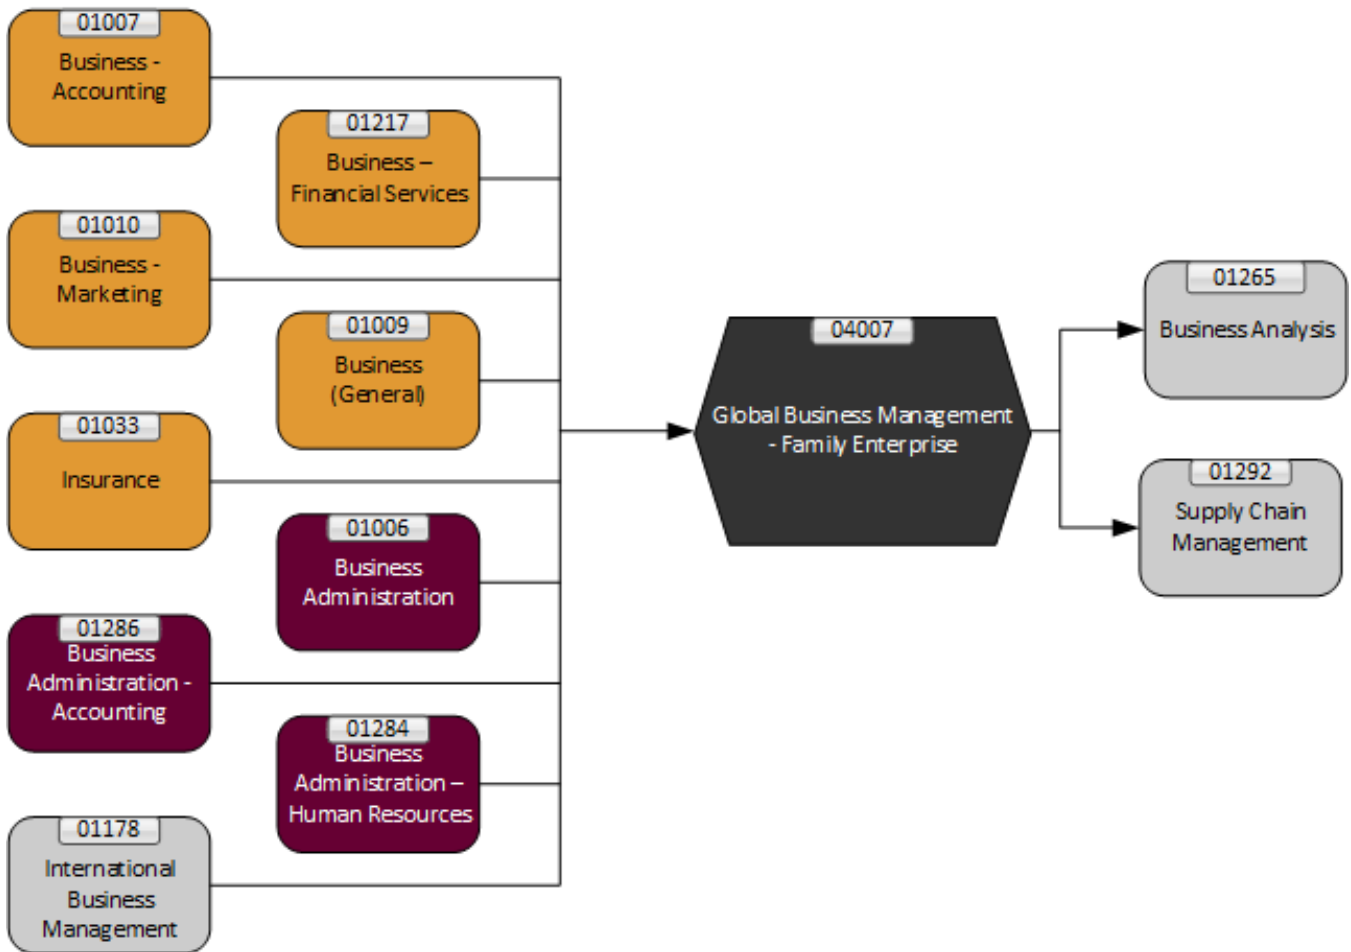 01007
Business -
Accounting
01217
Business –
Financial Services
01010
Business -
Marketing
01009
Business
(General)
01033
Insurance
01006
Business
Administration
01286
Business
Administration -
Accounting
01284
Business
Administration –
Human Resources
01178
International
Business
Management
04007
Global Business Management
- Family Enterprise
01265
Business Analysis
01292
Supply Chain
Management